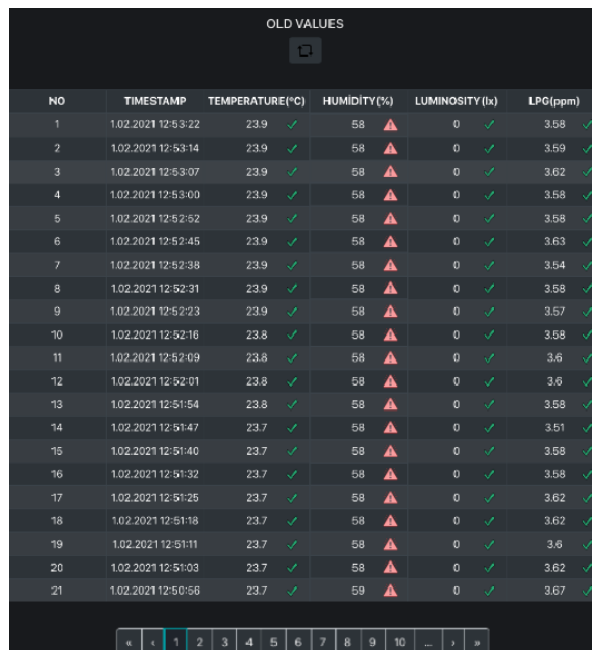 OLD VALUES
NO TIMESTAMP TEMPERATURE(°C) HUMİDİTY(%) LUMINOSITY(lx) LPG(ppm)
1 1.02.2021 12:53:22 23.9 58 0 3.58
2 1.02.2021 12:53:14 23.9 58 0 3.59
3 1.02.2021 12:53:07 23.9 58 0 3.62
4 1.02.2021 12:53:00 23.9 58 0 3.58
5 1.02.2021 12:52:52 23.9 58 0 3.58
6 1.02.2021 12:52:45 23.9 58 0 3.63
7 1.02.2021 12:52:38 23.9 58 0 3.54
8 1.02.2021 12:52:31 23.9 58 0 3.58
9 1.02.2021 12:52:23 23.9 58 0 3.57
10 1.02.2021 12:52:16 23.8 58 0 3.58
11 1.02.2021 12:52:09 23.8 58 0 3.6
12 1.02.2021 12:52:01 23.8 58 0 3.6
13 1.02.2021 12:51:54 23.8 58 0 3.58
14 1.02.2021 12:51:47 23.7 58 0 3.51
15 1.02.2021 12:51:40 23.7 58 0 3.58
16 1.02.2021 12:51:32 23.7 58 0 3.58
17 1.02.2021 12:51:25 23.7 58 0 3.62
18 1.02.2021 12:51:18 23.7 58 0 3.62
19 1.02.2021 12:51:11 23.7 58 0 3.6
20 1.02.2021 12:51:03 23.7 58 0 3.62
21 1.02.2021 12:50:56 23.7 59 0 3.67
« ‹ 1 2 3 4 5 6 7 8 9 10 ... › »